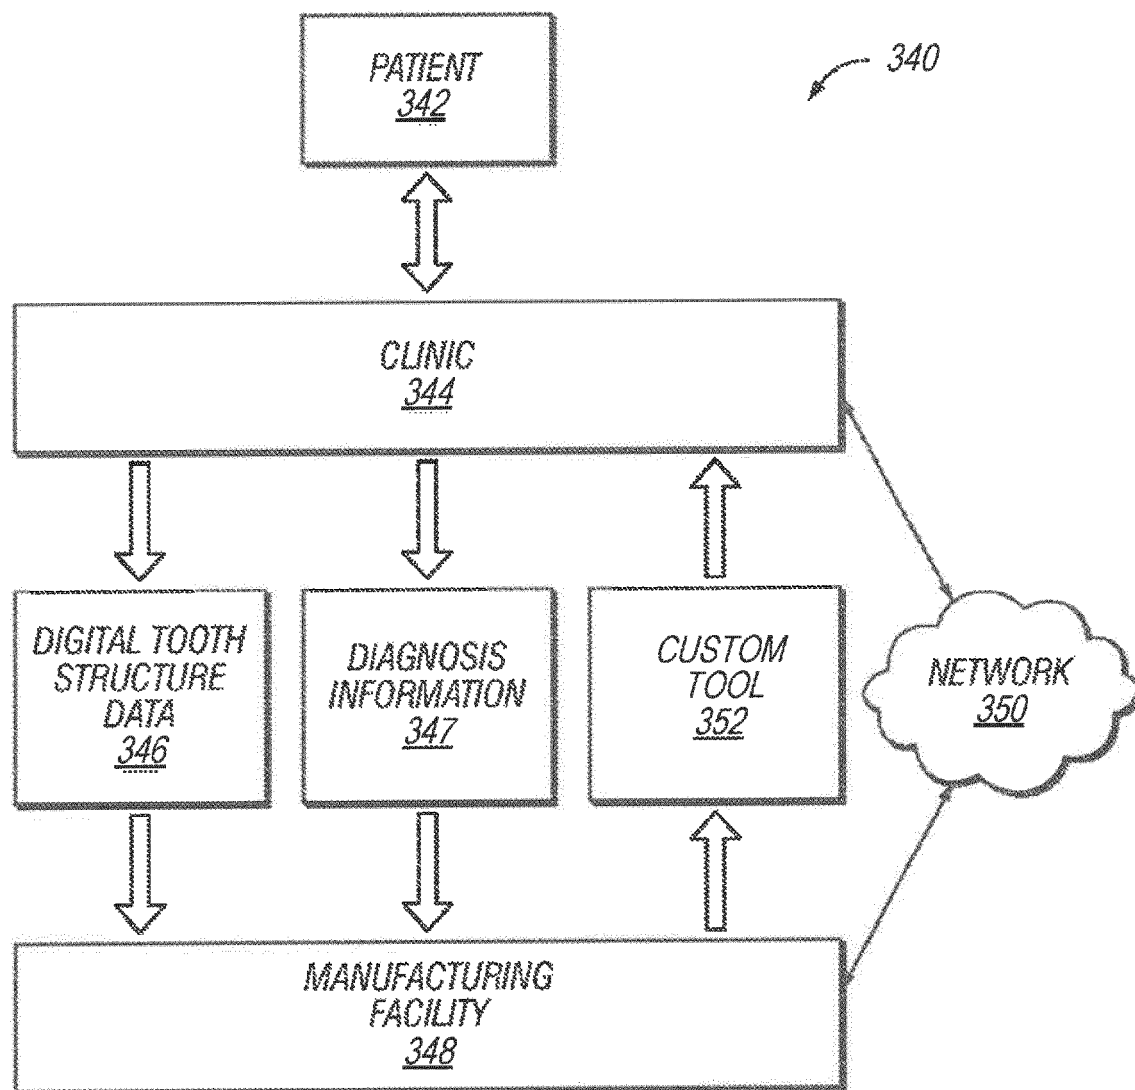 PATIENT
342
340
CLINIC
344
DIGITAL TOOTH
STRUCTURE
DATA
346
DIAGNOSIS
INFORMATION
347
CUSTOM
TOOL
352
NETWORK
350
MANUFACTURING
FACILITY
348